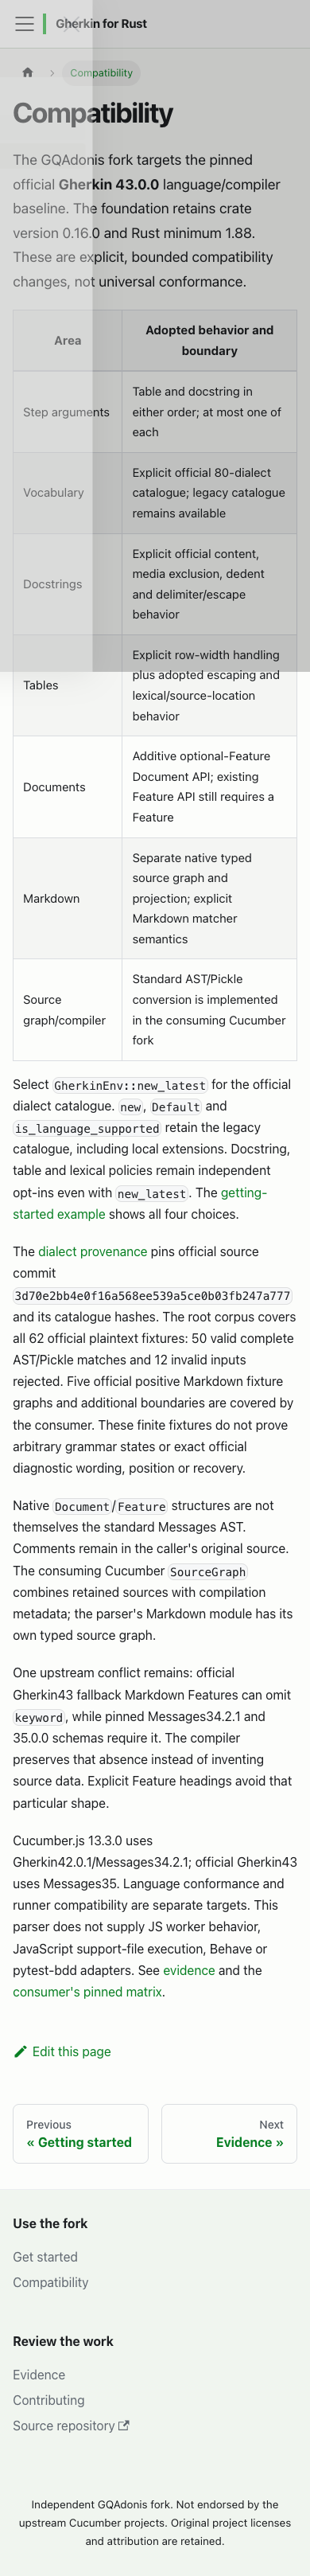 Gherkin for Rust
Compatibility
Compatibility
The GQAdonis fork targets the pinned
official Gherkin 43.0.0 language/compiler
baseline. The foundation retains crate
version 0.16.0 and Rust minimum 1.88.
These are explicit, bounded compatibility
changes, not universal conformance.
Area
Adopted behavior and
boundary
Step arguments
Table and docstring in
either order; at most one of
each
Vocabulary
Explicit official 80-dialect
catalogue; legacy catalogue
remains available
Docstrings
Explicit official content,
media exclusion, dedent
and delimiter/escape
behavior
Tables
Explicit row-width handling
plus adopted escaping and
lexical/source-location
behavior
Documents
Additive optional-Feature
Document API; existing
Feature API still requires a
Feature
Markdown
Separate native typed
source graph and
projection; explicit
Markdown matcher
semantics
Source
graph/compiler
Standard AST/Pickle
conversion is implemented
in the consuming Cucumber
fork
Select GherkinEnv::new_latest for the official
dialect catalogue. new, Default and
is_language_supported retain the legacy
catalogue, including local extensions. Docstring,
table and lexical policies remain independent
opt-ins even with new_latest. The getting-
started example shows all four choices.
The dialect provenance pins official source
commit
3d70e2bb4e0f16a568ee539a5ce0b03fb247a777
and its catalogue hashes. The root corpus covers
all 62 official plaintext fixtures: 50 valid complete
AST/Pickle matches and 12 invalid inputs
rejected. Five official positive Markdown fixture
graphs and additional boundaries are covered by
the consumer. These finite fixtures do not prove
arbitrary grammar states or exact official
diagnostic wording, position or recovery.
Native Document/Feature structures are not
themselves the standard Messages AST.
Comments remain in the caller's original source.
The consuming Cucumber SourceGraph
combines retained sources with compilation
metadata; the parser's Markdown module has its
own typed source graph.
One upstream conflict remains: official
Gherkin43 fallback Markdown Features can omit
keyword, while pinned Messages34.2.1 and
35.0.0 schemas require it. The compiler
preserves that absence instead of inventing
source data. Explicit Feature headings avoid that
particular shape.
Cucumber.js 13.3.0 uses
Gherkin42.0.1/Messages34.2.1; official Gherkin43
uses Messages35. Language conformance and
runner compatibility are separate targets. This
parser does not supply JS worker behavior,
JavaScript support-file execution, Behave or
pytest-bdd adapters. See evidence and the
consumer's pinned matrix.
Edit this page
Previous
« Getting started
Next
Evidence »
Use the fork
Get started
Compatibility
Review the work
Evidence
Contributing
Source repository
Independent GQAdonis fork. Not endorsed by the
upstream Cucumber projects. Original project licenses
and attribution are retained.